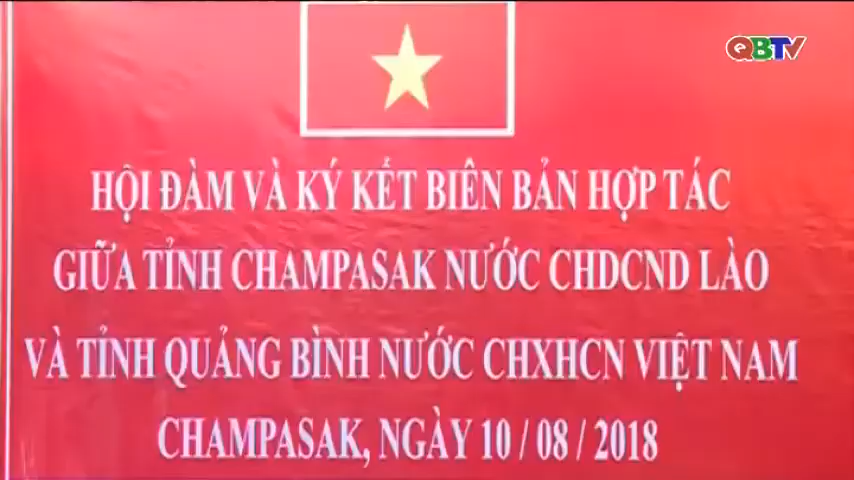 QBTV
HỘI ĐÀM VÀ KÝ KẾT BIÊN BẢN HỢP TÁC
GIỮA TỈNH CHAMPASAK NƯỚC CHDCND LÀO
VÀ TỈNH QUẢNG BÌNH NƯỚC CHXHCN VIỆT NAM
CHAMPASAK, NGÀY 10 / 08 / 2018